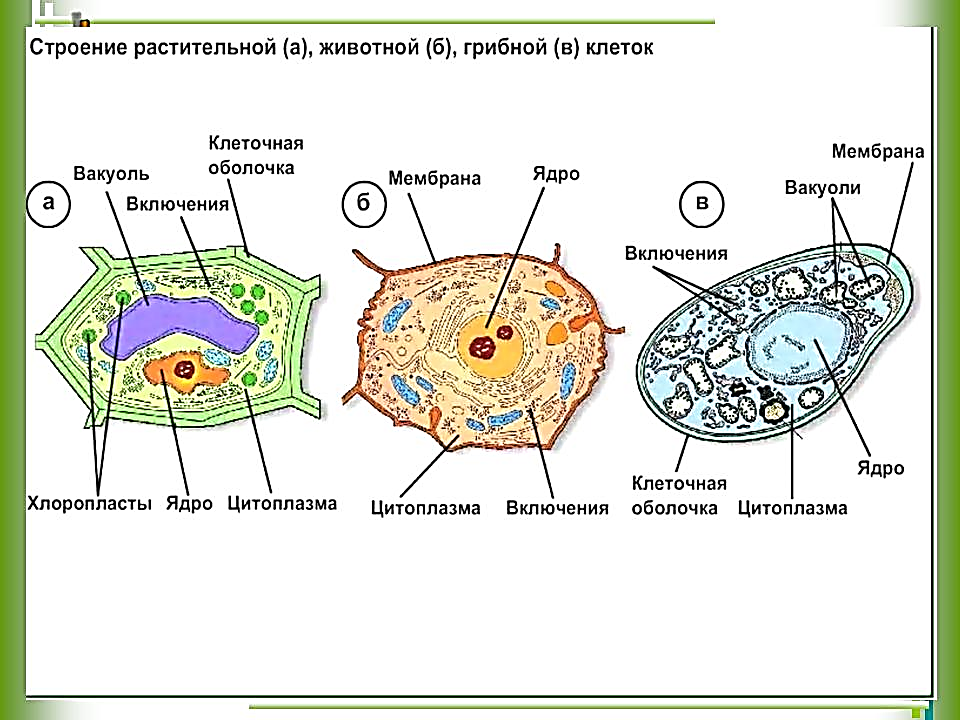 Строение растительной (а), животной (б), грибной (в) клеток
Клеточная
оболочка
Вакуоль
Включения
а
Хлоропласты
Ядро
Цитоплазма
Мембрана
Ядро
б
Цитоплазма
Включения
Мембрана
Вакуоли
в
Включения
Ядро
Клеточная
оболочка
Цитоплазма